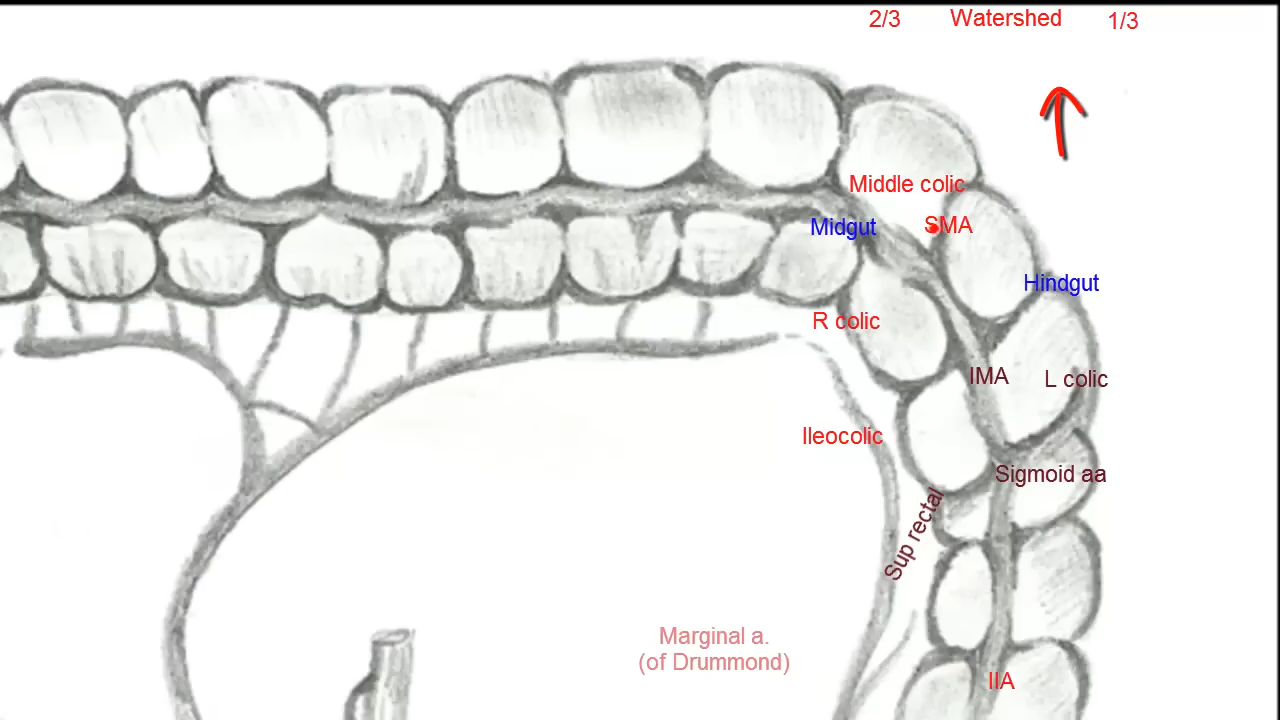 2/3 Watershed 1/3
Middle colic
Midgut SMA
Hindgut
R colic
IMA L colic
Ileocolic
Sigmoid aa
Sup rectal
Marginal a.
(of Drummond)
IIA